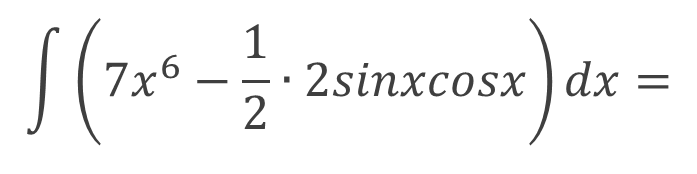 ∫ (7x⁶ − 1/2 · 2sinxcosx) dx =